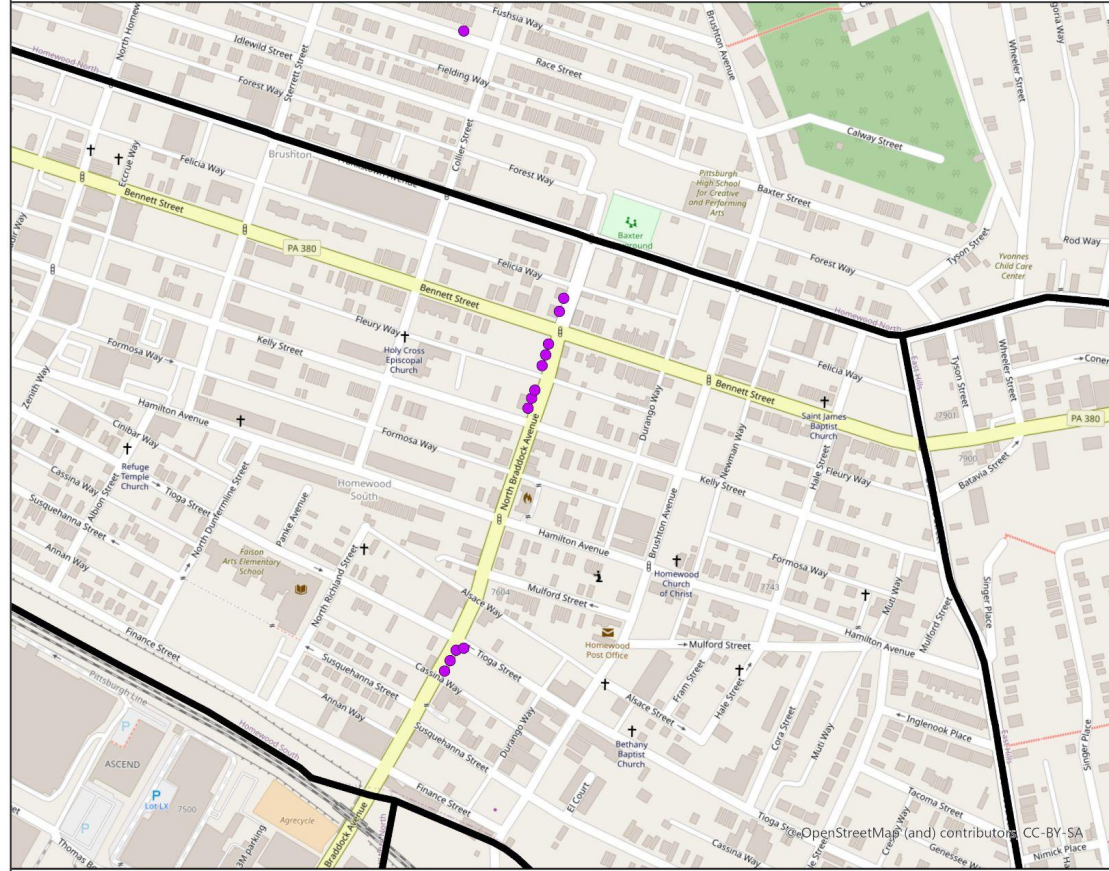 Fushsia Way
Idlewild Street
Sterrett Street
Race Street
Fielding Way
Forest Way
Brushton Avenue
Wheeler Street
Calway Street
Homewood North
Collier Street
Brushton
Felicia Way
Eccrue Way
Forest Way
Pittsburgh
High School
for Creative
and Performing
Arts
Baxter Street
Baxter
Tyson Street
Rod Way
Yvonnes
Child Care
Center
Bennett Street
PA 380
Felicia Way
Forest Way
Bennett Street
Homewood North
Fleury Way
Holy Cross
Episcopal
Church
Kelly Street
Formosa Way
Zenith Way
Felicia Way
East Hills
Tyson Street
Wheeler Street
Bennett Street
Durango Way
Saint James
Baptist
Church
7901
PA 380
7900
Batavia Street
Hamilton Avenue
Cinibar Way
Refuge
Temple
Church
Formosa Way
North Braddock Avenue
Newman Way
Hale Street
Fleury Way
Kelly Street
Cassina Way
Tioga Street
Albion Street
North Dunfermline Street
Susquehanna Street
Annan Way
Homewood
South
Panke Avenue
Brushton Avenue
Hamilton Avenue
Faison
Arts Elementary
School
North Richland Street
Formosa Way
7743
Homewood
Church
of Christ
Muti Way
Mulford Street
Singer Place
7604
Mulford Street
Alsace Way
Homewood
Post Office
Mulford Street
Hamilton Avenue
Finance Street
Tioga Street
Cassina Way
Susquehanna Street
Annan Way
Fram Street
Hale Street
Alsace Street
Pittsburgh Line
Homewood South
Susquehanna Street
Durango Way
Bethany
Baptist
Church
Cora Street
Muti Way
Inglenook Place
East Hills
Singer Place
P
ASCEND
P
Lot LX
7500
P
Agrecycle
3M parking
Braddock Avenue
Finance Street
El Court
Tacoma Street
Cassina Way
Genessee
Nimick Place
© OpenStreetMap (and) contributors, CC-BY-SA